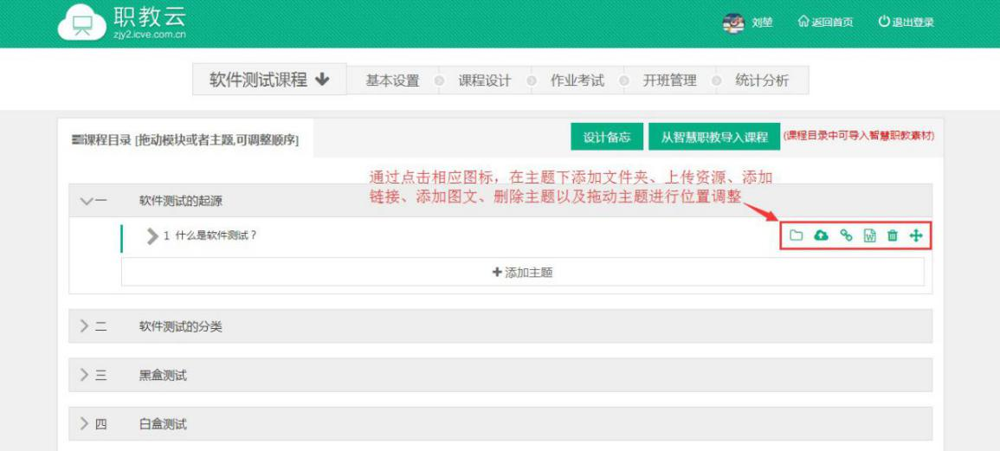 职教云
zjy2.icve.com.cn
刘堃 返回首页 退出登录
软件测试课程 基本设置 课程设计 作业考试 开班管理 统计分析
课程目录 [拖动模块或者主题,可调整顺序] 设计备忘 从智慧职教导入课程 (课程目录中可导入智慧职教素材)
通过点击相应图标，在主题下添加文件夹、上传资源、添加
链接、添加图文、删除主题以及拖动主题进行位置调整
一 软件测试的起源
1 什么是软件测试？
添加主题
二 软件测试的分类
三 黑盒测试
四 白盒测试